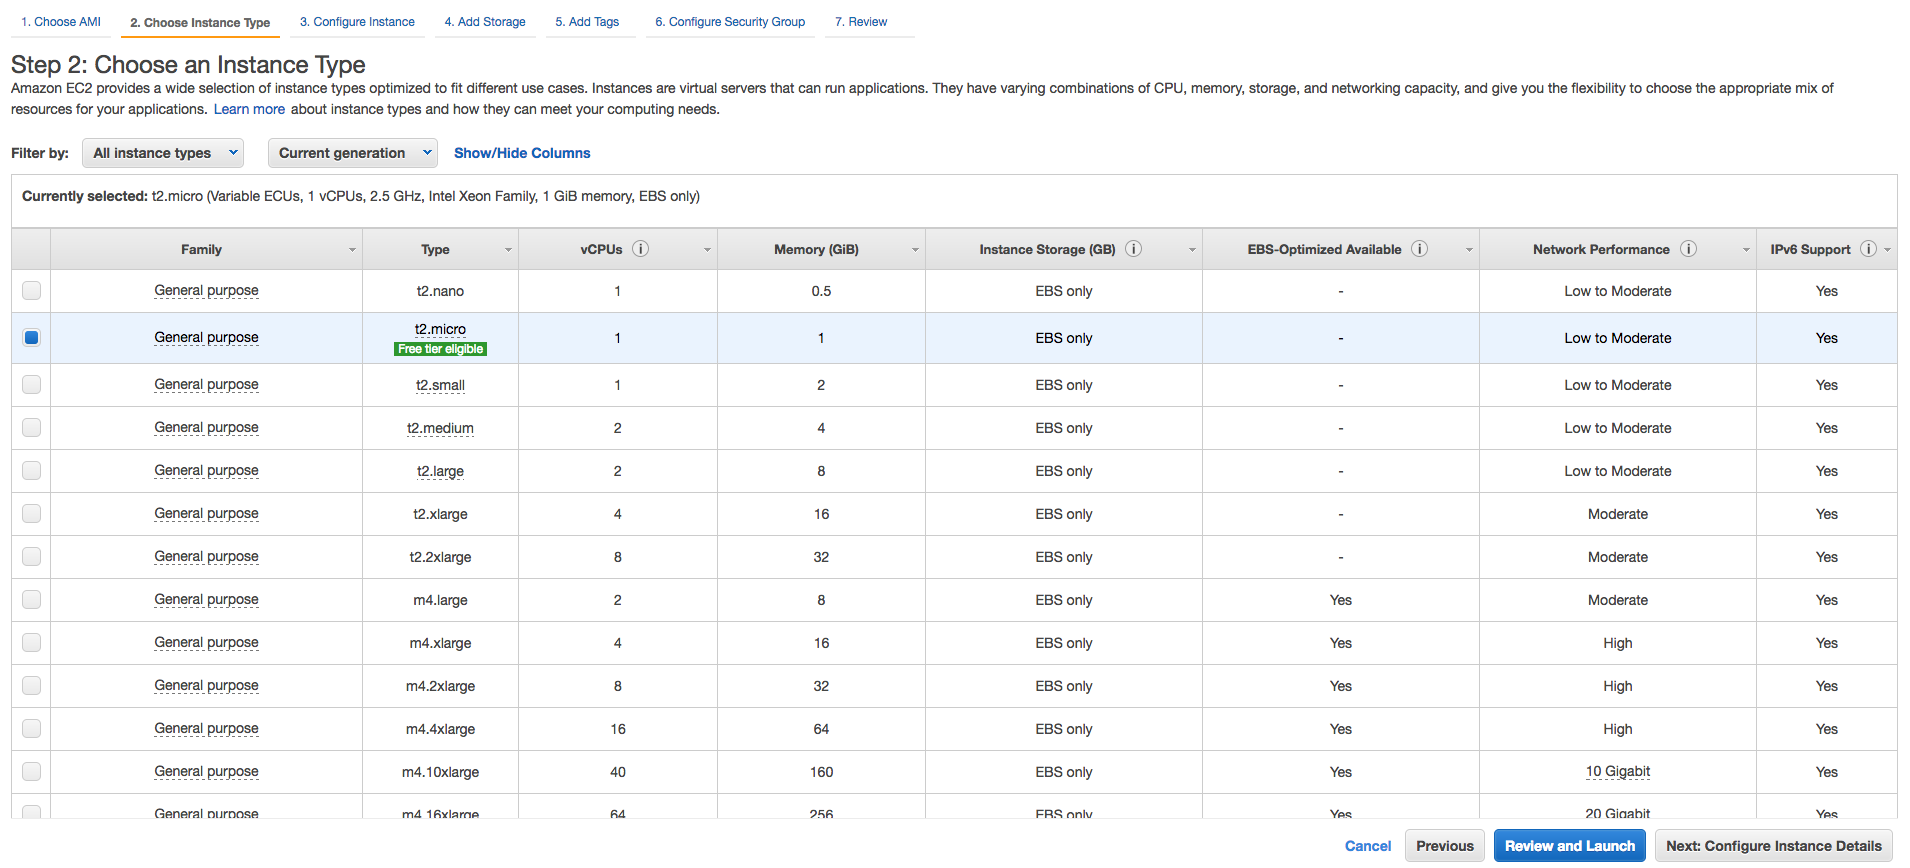 1. Choose AMI 2. Choose Instance Type 3. Configure Instance 4. Add Storage 5. Add Tags 6. Configure Security Group 7. Review
Step 2: Choose an Instance Type
Amazon EC2 provides a wide selection of instance types optimized to fit different use cases. Instances are virtual servers that can run applications. They have varying combinations of CPU, memory, storage, and networking capacity, and give you the flexibility to choose the appropriate mix of
resources for your applications. Learn more about instance types and how they can meet your computing needs.
Filter by: All instance types Current generation Show/Hide Columns
Currently selected: t2.micro (Variable ECUs, 1 vCPUs, 2.5 GHz, Intel Xeon Family, 1 GiB memory, EBS only)
Family Type vCPUs Memory (GiB) Instance Storage (GB) EBS-Optimized Available Network Performance IPv6 Support
General purpose t2.nano 1 0.5 EBS only - Low to Moderate Yes
General purpose t2.micro 1 1 EBS only - Low to Moderate Yes
Free tier eligible
General purpose t2.small 1 2 EBS only - Low to Moderate Yes
General purpose t2.medium 2 4 EBS only - Low to Moderate Yes
General purpose t2.large 2 8 EBS only - Low to Moderate Yes
General purpose t2.xlarge 4 16 EBS only - Moderate Yes
General purpose t2.2xlarge 8 32 EBS only - Moderate Yes
General purpose m4.large 2 8 EBS only Yes Moderate Yes
General purpose m4.xlarge 4 16 EBS only Yes High Yes
General purpose m4.2xlarge 8 32 EBS only Yes High Yes
General purpose m4.4xlarge 16 64 EBS only Yes High Yes
General purpose m4.10xlarge 40 160 EBS only Yes 10 Gigabit Yes
General purpose m4.16xlarge 64 256 EBS only Yes 20 Gigabit Yes
Cancel Previous Review and Launch Next: Configure Instance Details